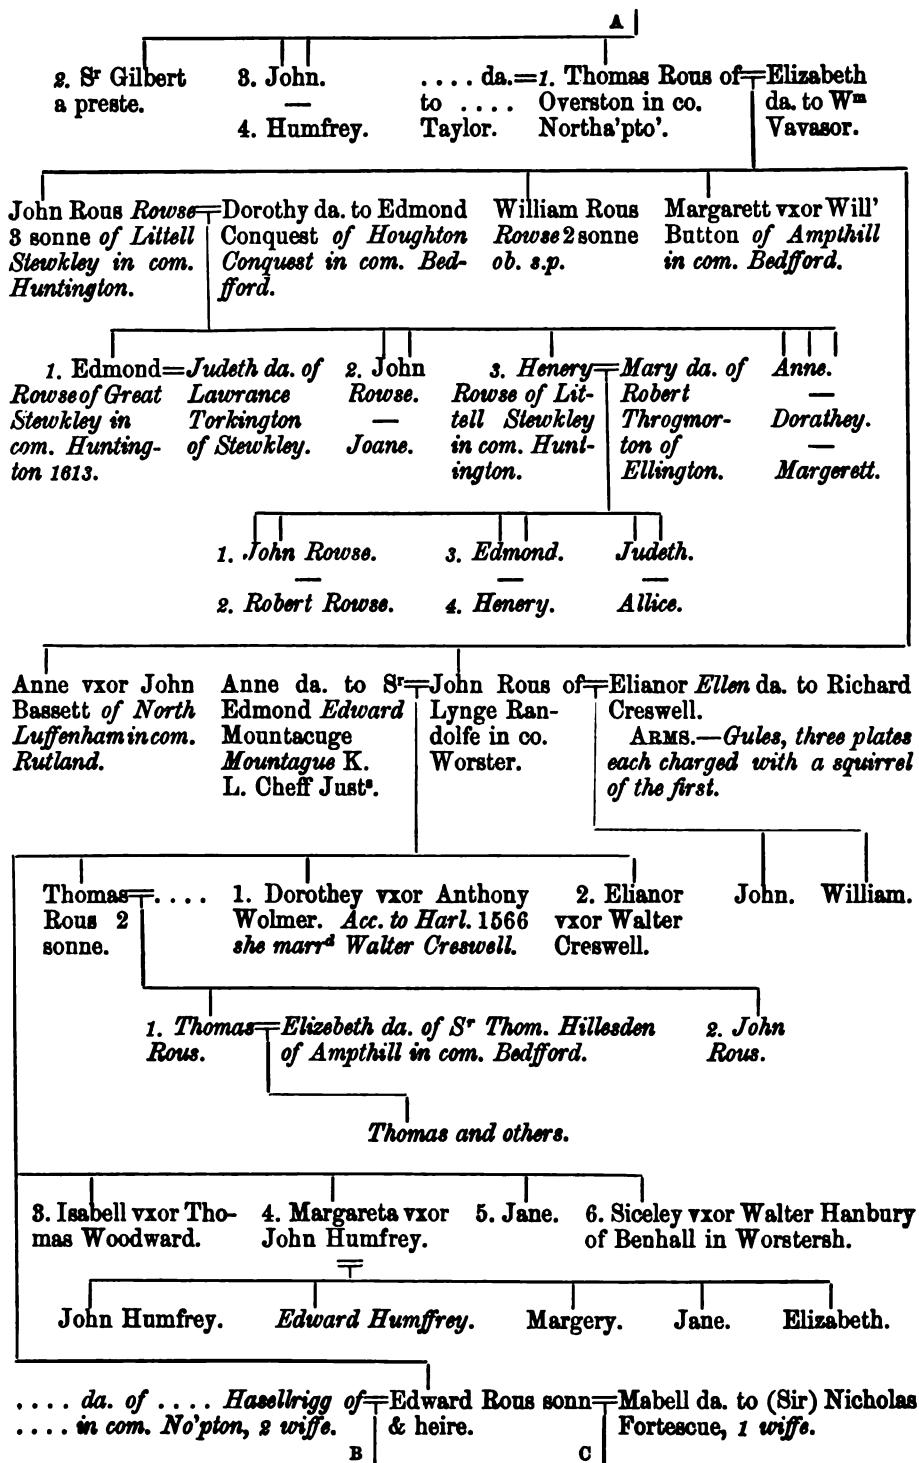 A
2. Sr Gilbert
a preste.
3. John.
—
4. Humfrey.
.... da.=1. Thomas Rous of=Elizabeth
to ....
Taylor.
Overston in co.
Northa'pto'.
da. to Wm
Vavasor.
John Rous Rowse=Dorothy da. to Edmond
3 sonne of Littell
Stewkley in com.
Huntington.
Conquest of Houghton
Conquest in com. Bed-
fford.
William Rous
Rowse 2 sonne
ob. s.p.
Margarett vxor Will'
Button of Ampthill
in com. Bedfford.
1. Edmond=Judeth da. of
Rowse of Great
Stewkley in
com. Hunting-
ton 1613.
Lawrance
Torkington
of Stewkley.
2. John
Rowse.
—
Joane.
3. Henery=Mary da. of
Rowse of Lit-
tell Stewkley
in com. Hunt-
ington.
Robert
Throgmor-
ton of
Ellington.
Anne.
—
Dorathey.
—
Margerett.
1. John Rowse.
—
2. Robert Rowse.
3. Edmond.
—
4. Henery.
Judeth.
—
Allice.
Anne vxor John
Bassett of North
Luffenham in com.
Rutland.
Anne da. to Sr=John Rous of=Elianor Ellen da. to Richard
Edmond Edward
Mountacuge
Mountague K.
L. Cheff Justs.
Lynge Ran-
dolfe in co.
Worster.
Creswell.
ARMS.—Gules, three plates
each charged with a squirrel
of the first.
Thomas=....
Rous 2
sonne.
1. Dorothey vxor Anthony
Wolmer. Acc. to Harl. 1566
she marrd Walter Creswell.
2. Elianor
vxor Walter
Creswell.
John. William.
1. Thomas=Elizebeth da. of Sr Thom. Hillesden
Rous.
of Ampthill in com. Bedfford.
2. John
Rous.
Thomas and others.
3. Isabell vxor Tho-
mas Woodward.
4. Margareta vxor
John Humfrey.
5. Jane.
6. Siceley vxor Walter Hanbury
of Benhall in Worstersh.
John Humfrey. Edward Humffrey. Margery. Jane. Elizabeth.
.... da. of .... Hasellrigg of=Edward Rous sonn=Mabell da. to (Sir) Nicholas
.... in com. No'pton, 2 wiffe.
& heire.
Fortescue, 1 wiffe.
B C